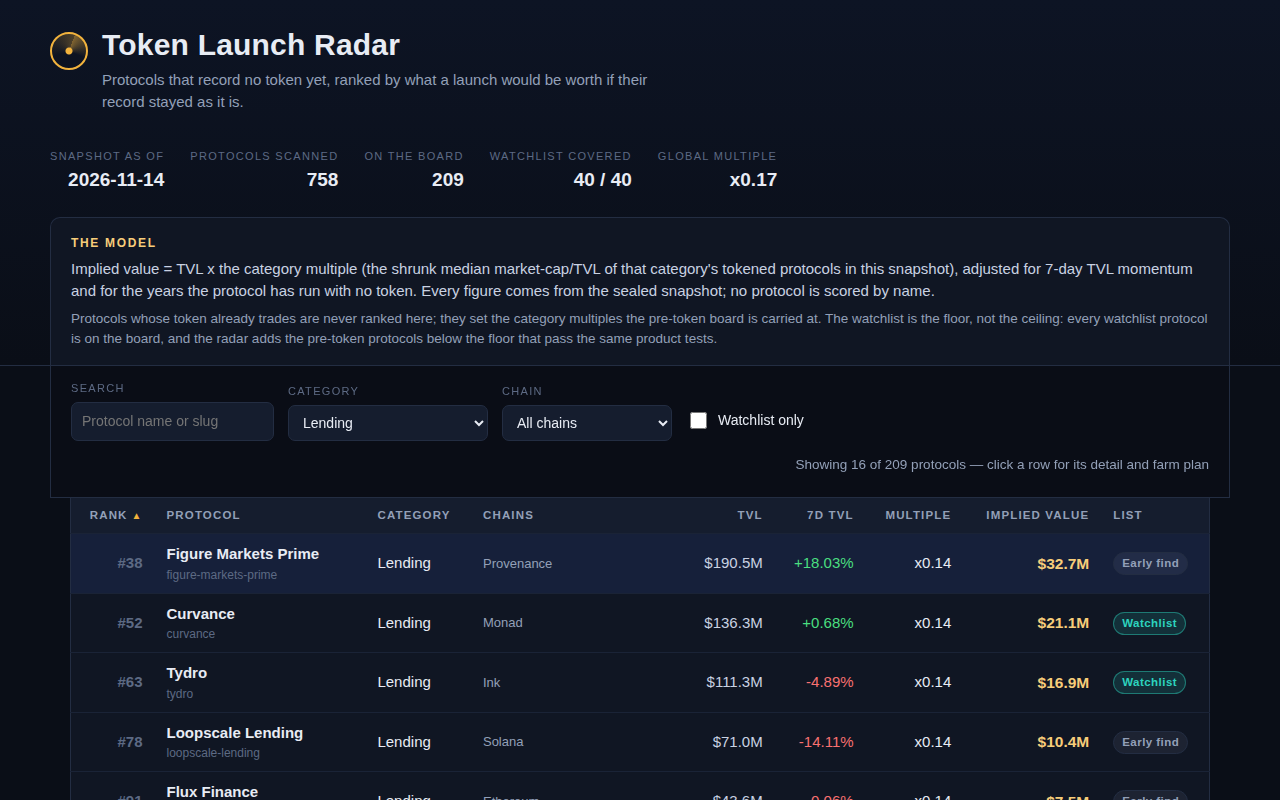 Token Launch Radar
Protocols that record no token yet, ranked by what a launch would be worth if their
record stayed as it is.
SNAPSHOT AS OF PROTOCOLS SCANNED ON THE BOARD WATCHLIST COVERED GLOBAL MULTIPLE
2026-11-14 758 209 40 / 40 x0.17
THE MODEL
Implied value = TVL x the category multiple (the shrunk median market-cap/TVL of that category's tokened protocols in this snapshot), adjusted for 7-day TVL momentum
and for the years the protocol has run with no token. Every figure comes from the sealed snapshot; no protocol is scored by name.
Protocols whose token already trades are never ranked here; they set the category multiples the pre-token board is carried at. The watchlist is the floor, not the ceiling: every watchlist protocol
is on the board, and the radar adds the pre-token protocols below the floor that pass the same product tests.
SEARCH CATEGORY CHAIN
Protocol name or slug Lending All chains Watchlist only
Showing 16 of 209 protocols — click a row for its detail and farm plan
RANK ▲ PROTOCOL CATEGORY CHAINS TVL 7D TVL MULTIPLE IMPLIED VALUE LIST
#38 Figure Markets Prime Lending Provenance $190.5M +18.03% x0.14 $32.7M Early find
figure-markets-prime
#52 Curvance Lending Monad $136.3M +0.68% x0.14 $21.1M Watchlist
curvance
#63 Tydro Lending Ink $111.3M -4.89% x0.14 $16.9M Watchlist
tydro
#78 Loopscale Lending Lending Solana $71.0M -14.11% x0.14 $10.4M Early find
loopscale-lending
Flux Finance Lending Ethereum x0.14 Early find